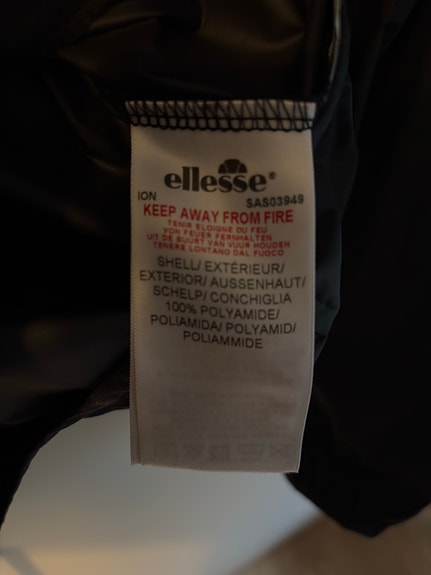 ellesse®
ION SAS03949
KEEP AWAY FROM FIRE
TENIR ELOIGNE DU FEU
VON FEUER FERNHALTEN
UIT DE BUURT VAN VUUR HOUDEN
TENERE LONTANO DAL FUOCO
SHELL/ EXTÉRIEUR/
EXTERIOR/ AUSSENHAUT/
SCHELP/ CONCHIGLIA
100% POLYAMIDE/
POLIAMIDA/ POLYAMID/
POLIAMMIDE